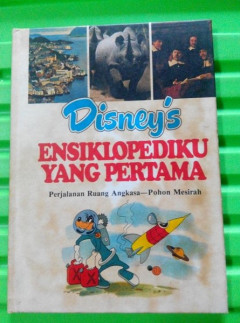 Disney's
ENSIKLOPEDIKU
YANG PERTAMA
Perjalanan Ruang Angkasa—Pohon Mesirah